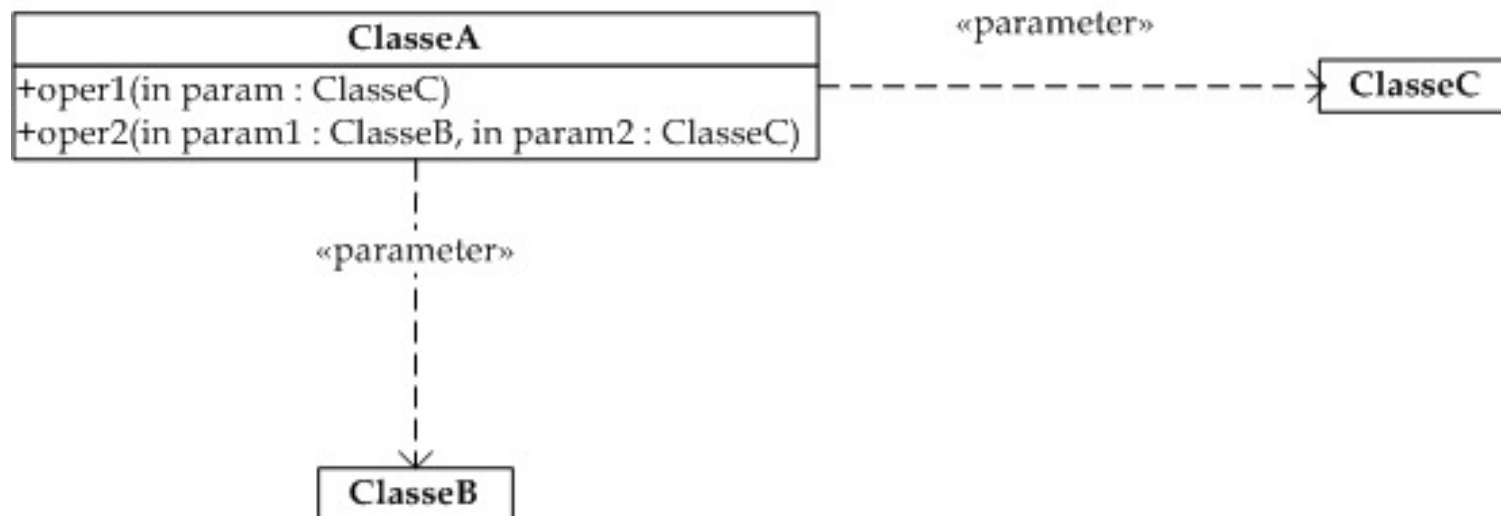 ClasseA
«parameter»
+oper1(in param : ClasseC)
ClasseC
+oper2(in param1 : ClasseB, in param2 : ClasseC)
«parameter»
ClasseB